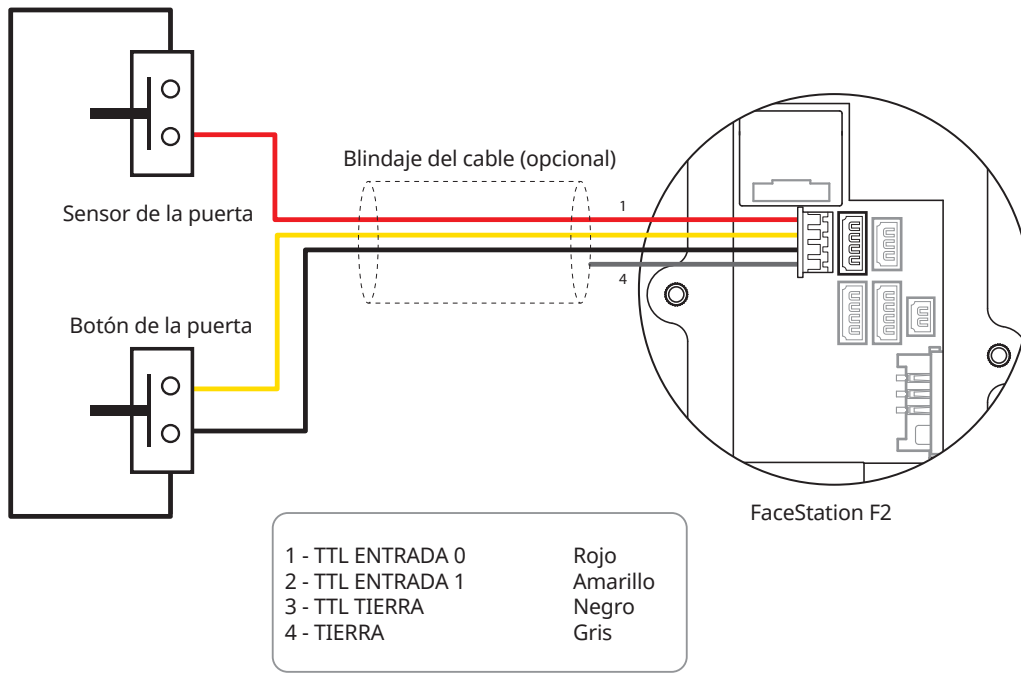 Blindaje del cable (opcional)
1
Sensor de la puerta
4
Botón de la puerta
FaceStation F2
1 - TTL ENTRADA 0 Rojo
2 - TTL ENTRADA 1 Amarillo
3 - TTL TIERRA Negro
4 - TIERRA Gris